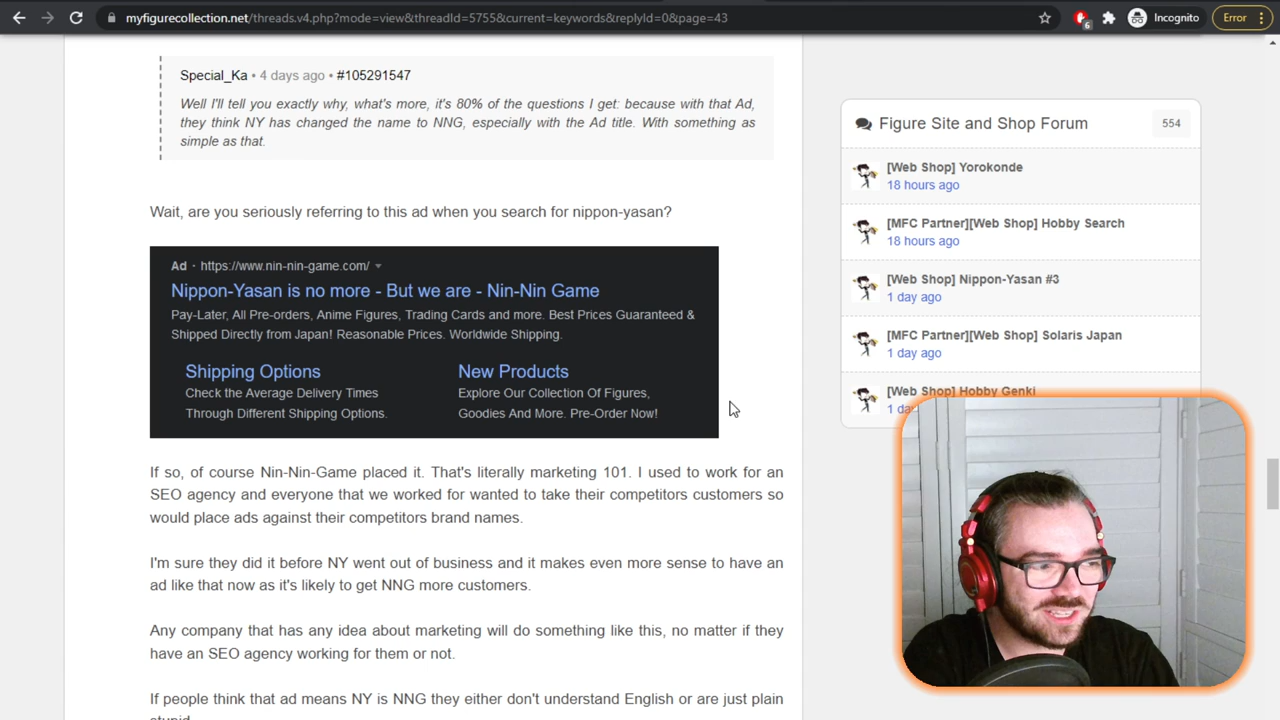 myfigurecollection.net/threads.v4.php?mode=view&threadId=5755&current=keywords&replyId=0&page=43
6
Incognito
Error
Special_Ka • 4 days ago • #105291547
Well I'll tell you exactly why, what's more, it's 80% of the questions I get: because with that Ad,
they think NY has changed the name to NNG, especially with the Ad title. With something as
simple as that.
Wait, are you seriously referring to this ad when you search for nippon-yasan?
Ad · https://www.nin-nin-game.com/
Nippon-Yasan is no more - But we are - Nin-Nin Game
Pay-Later, All Pre-orders, Anime Figures, Trading Cards and more. Best Prices Guaranteed &
Shipped Directly from Japan! Reasonable Prices. Worldwide Shipping.
Shipping Options
Check the Average Delivery Times
Through Different Shipping Options.
New Products
Explore Our Collection Of Figures,
Goodies And More. Pre-Order Now!
If so, of course Nin-Nin-Game placed it. That's literally marketing 101. I used to work for an
SEO agency and everyone that we worked for wanted to take their competitors customers so
would place ads against their competitors brand names.
I'm sure they did it before NY went out of business and it makes even more sense to have an
ad like that now as it's likely to get NNG more customers.
Any company that has any idea about marketing will do something like this, no matter if they
have an SEO agency working for them or not.
If people think that ad means NY is NNG they either don't understand English or are just plain
stupid.
Figure Site and Shop Forum
554
[Web Shop] Yorokonde
18 hours ago
[MFC Partner][Web Shop] Hobby Search
18 hours ago
[Web Shop] Nippon-Yasan #3
1 day ago
[MFC Partner][Web Shop] Solaris Japan
1 day ago
[Web Shop] Hobby Genki
1